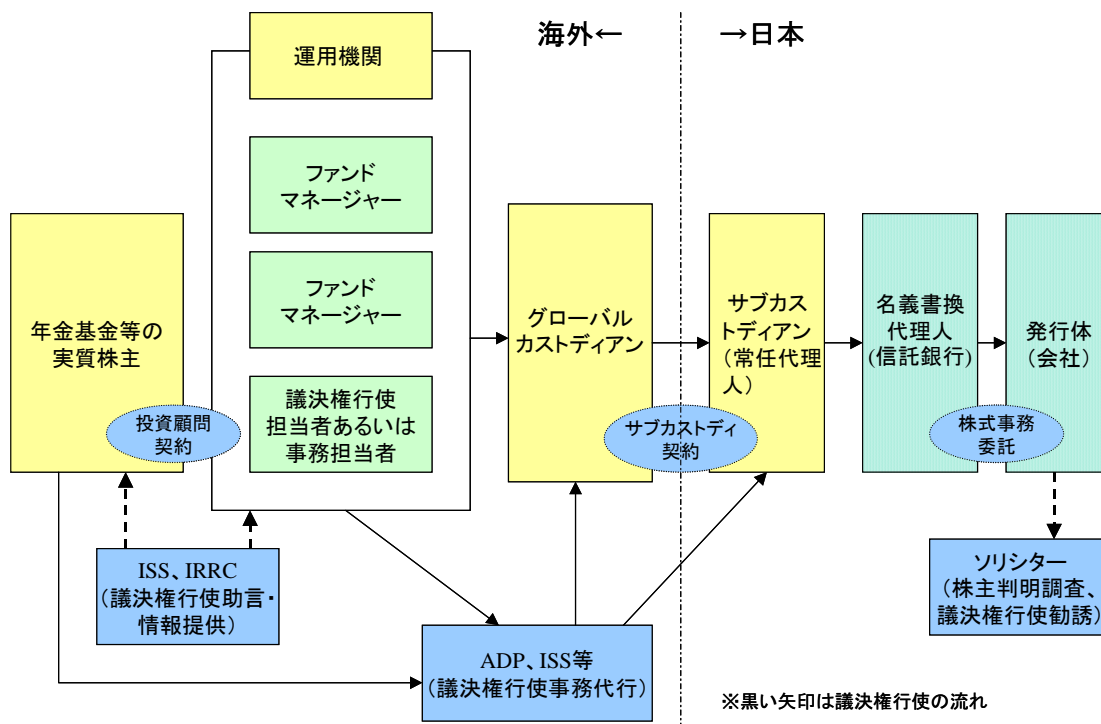 海外←
→日本
運用機関
ファンド
マネージャー
ファンド
マネージャー
議決権行使
担当者あるいは
事務担当者
年金基金等の
実質株主
投資顧問
契約
グローバル
カストディアン
サブカストディ
契約
サブカス
トディアン
（常任代理
人）
名義書換
代理人
(信託銀行)
発行体
（会社）
株式事務
委託
ISS、IRRC
（議決権行使助言・
情報提供）
ADP、ISS等
（議決権行使事務代行）
ソリシター
（株主判明調査、
議決権行使勧誘）
※黒い矢印は議決権行使の流れ